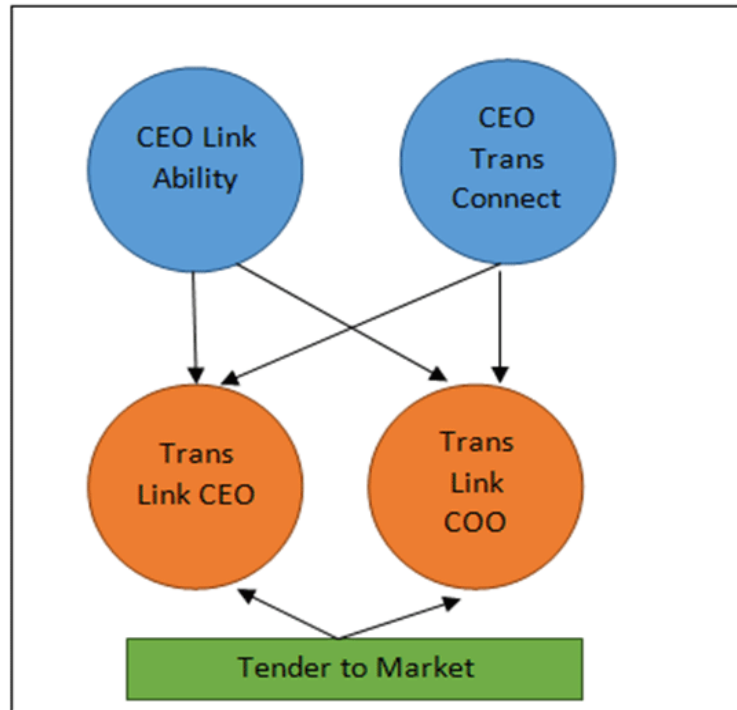 CEO Link
Ability
CEO
Trans
Connect
Trans
Link CEO
Trans
Link
COO
Tender to Market